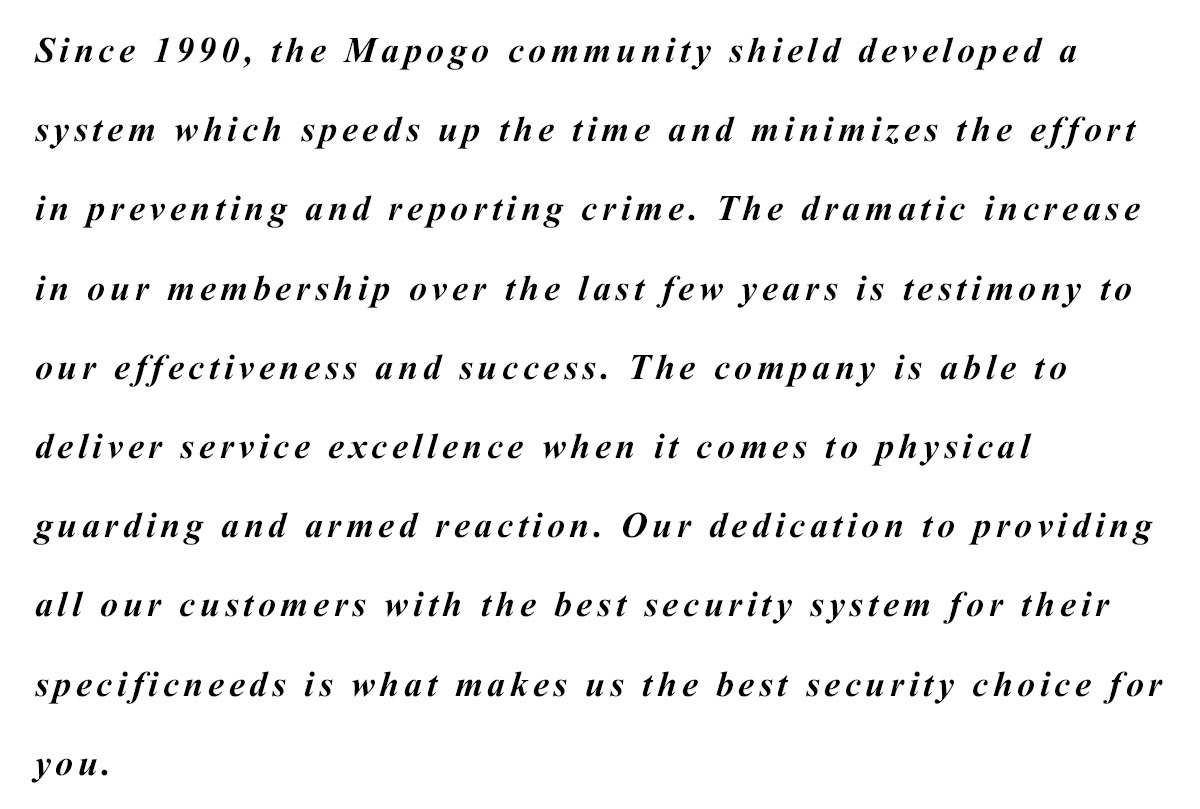 Since 1990, the Mapogo community shield developed a
system which speeds up the time and minimizes the effort
in preventing and reporting crime. The dramatic increase
in our membership over the last few years is testimony to
our effectiveness and success. The company is able to
deliver service excellence when it comes to physical
guarding and armed reaction. Our dedication to providing
all our customers with the best security system for their
specificneeds is what makes us the best security choice for
you.